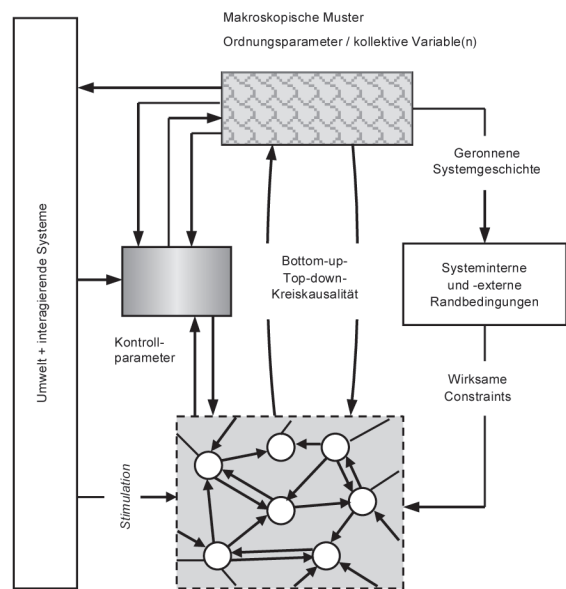 Makroskopische Muster
Ordnungsparameter / kollektive Variable(n)
Umwelt + interagierende Systeme
Geronnene
Systemgeschichte
Bottom-up-
Top-down-
Kreiskausalität
Systeminterne
und -externe
Randbedingungen
Kontroll-
parameter
Wirksame
Constraints
Stimulation